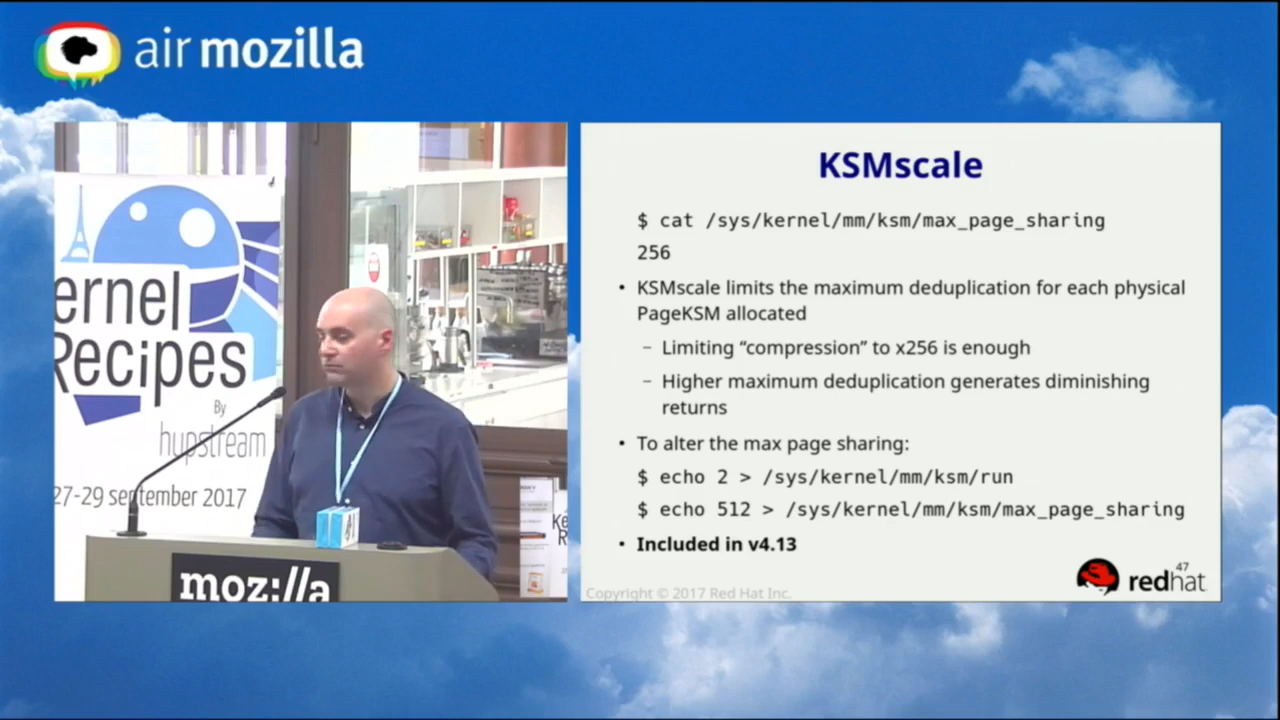 air mozilla
ernel
Recipes
By
hupstream
27-29 september 2017
moz://a
KSMscale
$ cat /sys/kernel/mm/ksm/max_page_sharing
256
• KSMscale limits the maximum deduplication for each physical
PageKSM allocated
– Limiting “compression” to x256 is enough
– Higher maximum deduplication generates diminishing
returns
• To alter the max page sharing:
$ echo 2 > /sys/kernel/mm/ksm/run
$ echo 512 > /sys/kernel/mm/ksm/max_page_sharing
• Included in v4.13
47
redhat
Copyright © 2017 Red Hat Inc.